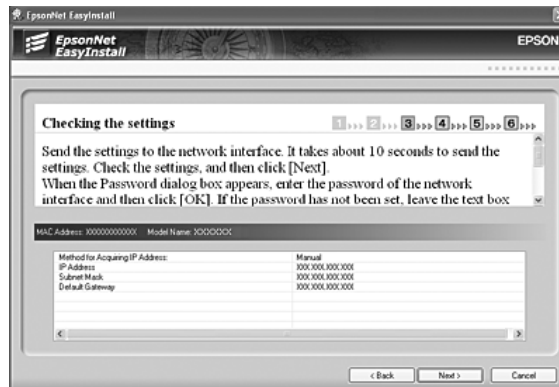 EpsonNet EasyInstall
EpsonNet
EasyInstall
EPSON
Checking the settings
1 >>> 2 >>> 3 >>> 4 >>> 5 >>> 6 >>>
Send the settings to the network interface. It takes about 10 seconds to send the
settings. Check the settings, and then click [Next].
When the Password dialog box appears, enter the password of the network
interface and then click [OK]. If the password has not been set, leave the text box
MAC Address: XXXXXXXXXXXX Model Name: XXXXXXX
Method for Acquiring IP Address: Manual
IP Address XXX.XXX.XXX.XXX
Subnet Mask XXX.XXX.XXX.XXX
Default Gateway XXX.XXX.XXX.XXX
< Back Next > Cancel